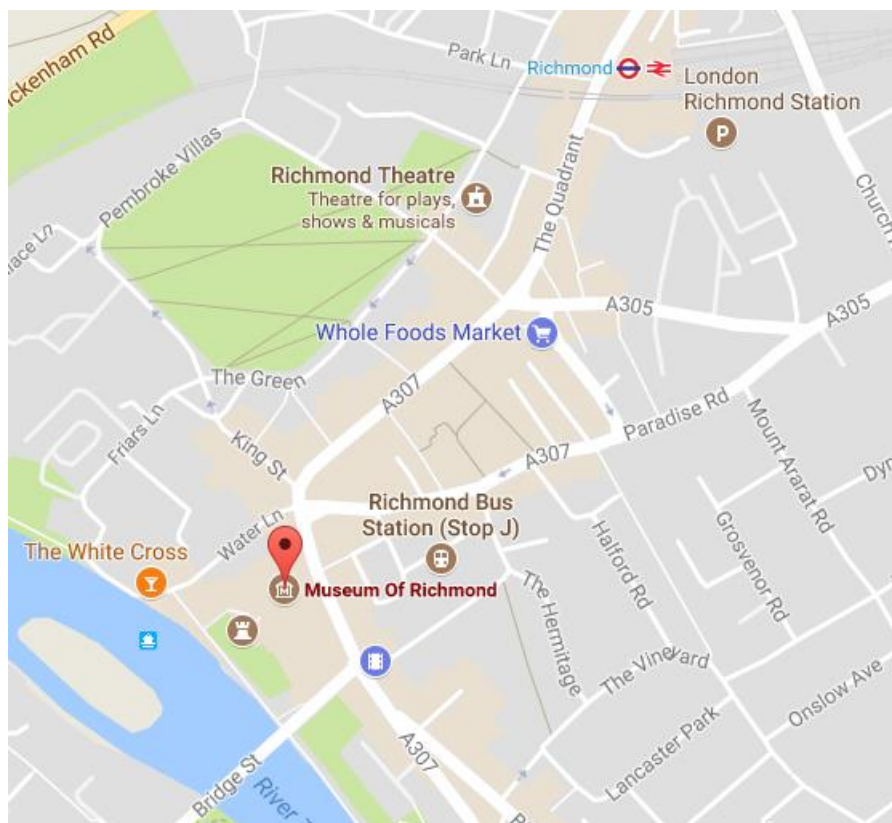 ckenham Rd
Park Ln
Richmond
London
Richmond Station
P
Pembroke Villas
Richmond Theatre
Theatre for plays,
shows & musicals
The Quadrant
Church
lace Ln
A305
A305
Whole Foods Market
The Green
A307
Paradise Rd
Mount Ararat Rd
Friars Ln
King St
A307
Dyn
Richmond Bus
Station (Stop J)
Water Ln
Halford Rd
Grosvenor Rd
The White Cross
Museum Of Richmond
The Hermitage
The Vineyard
Onslow Ave
Lancaster Park
A307
Bridge St
River